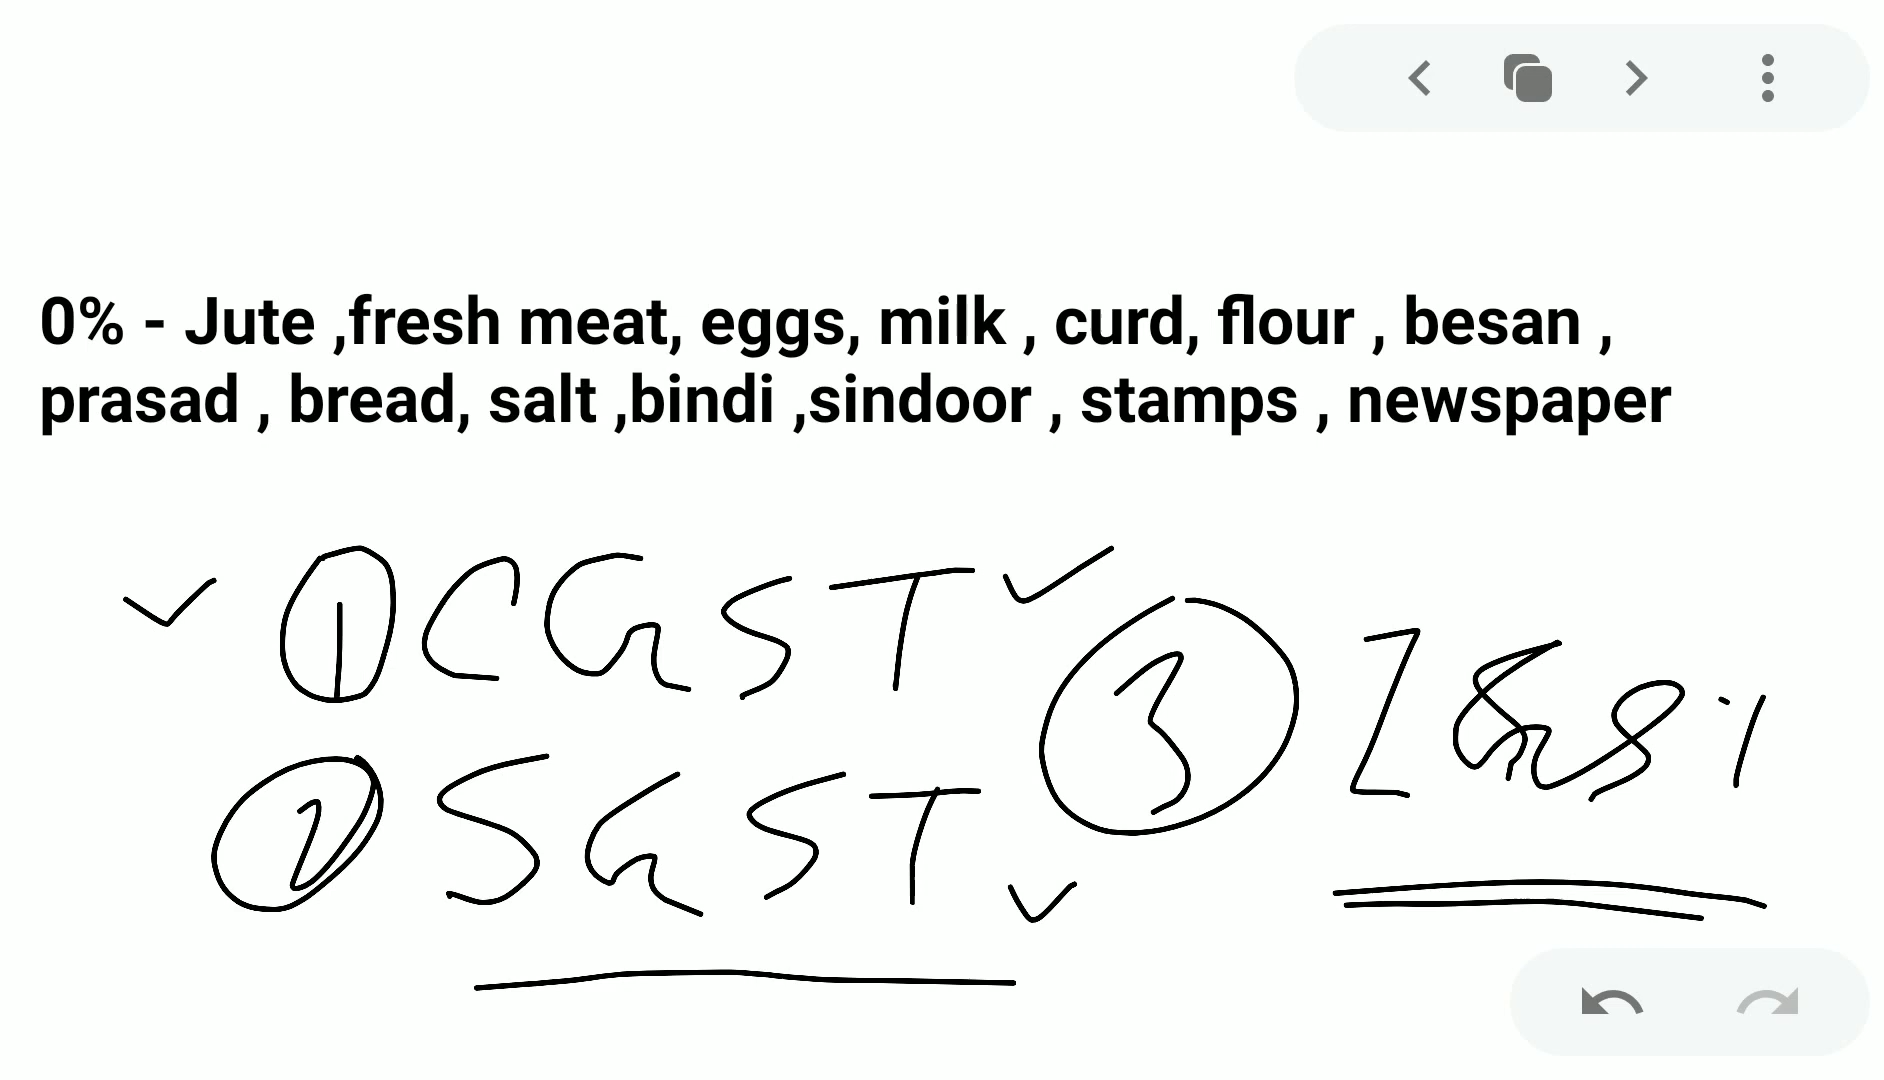 0% - Jute ,fresh meat, eggs, milk , curd, flour , besan ,
prasad , bread, salt ,bindi ,sindoor , stamps , newspaper
1 CGST
2 SGST
3